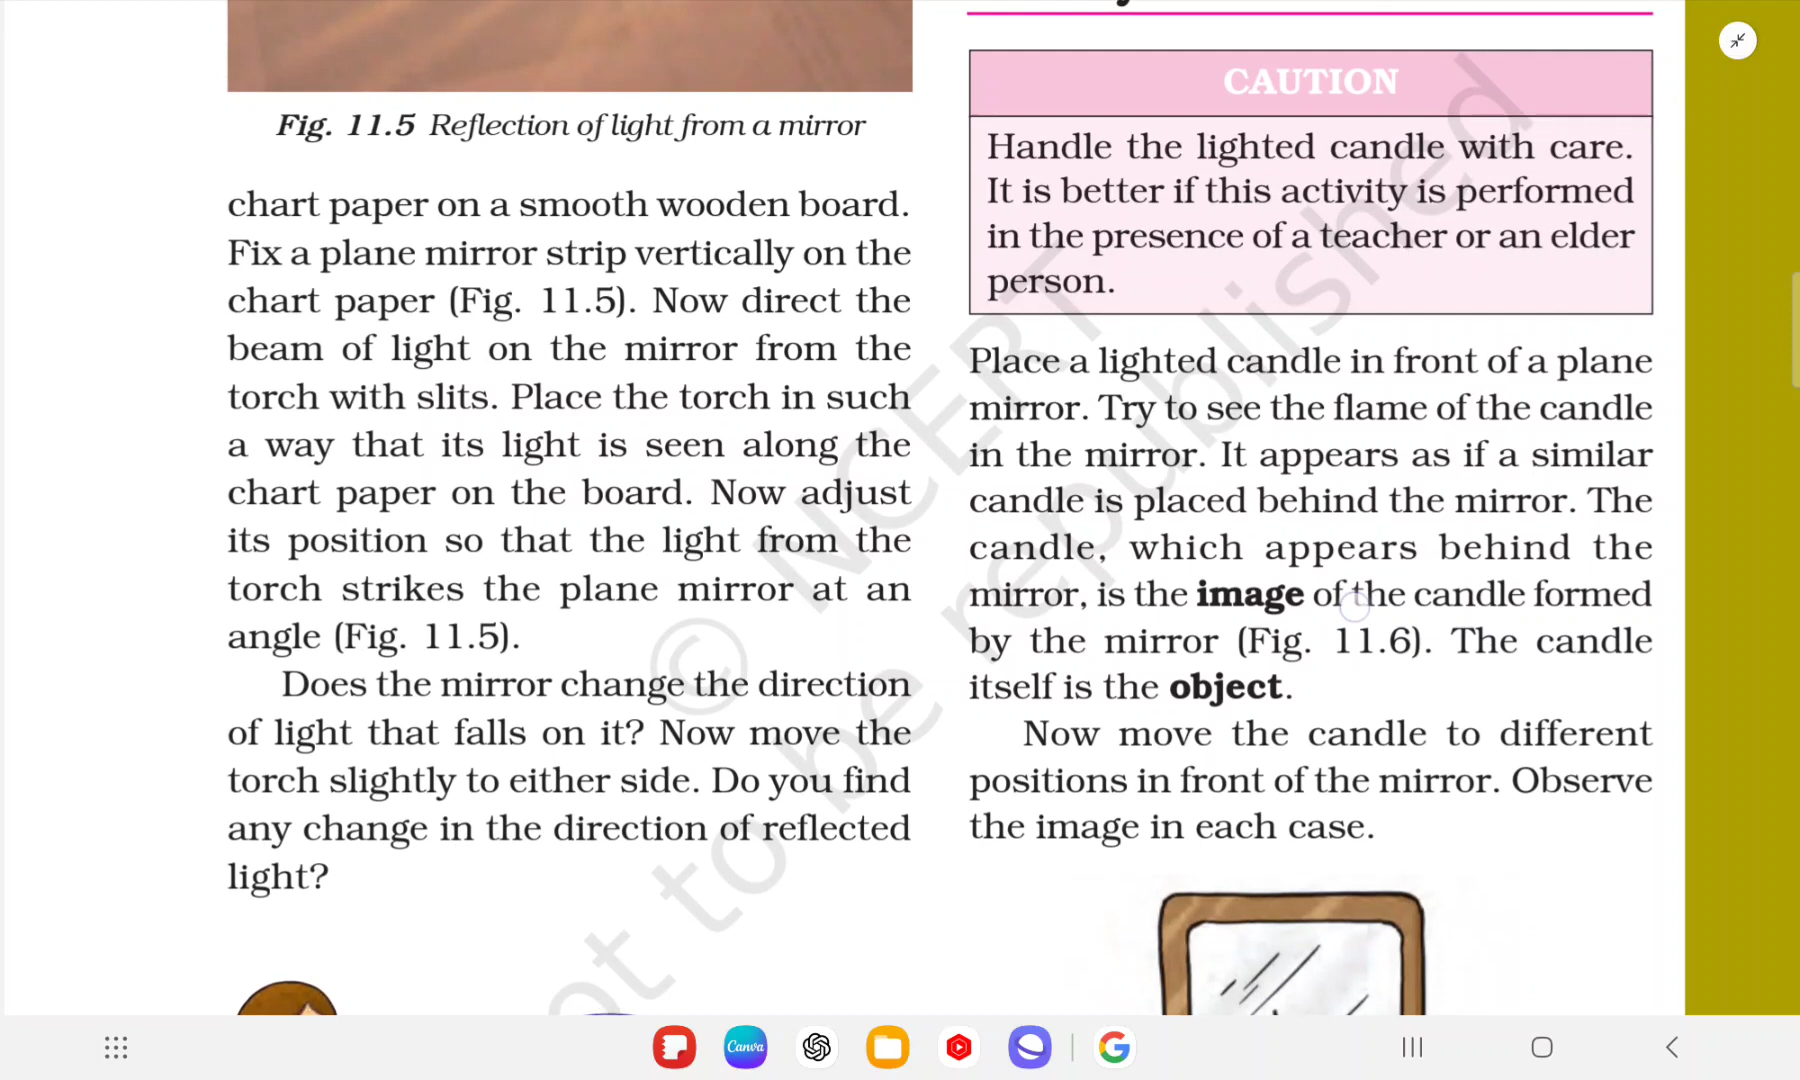 Fig. 11.5 Reflection of light from a mirror
chart paper on a smooth wooden board.
Fix a plane mirror strip vertically on the
chart paper (Fig. 11.5). Now direct the
beam of light on the mirror from the
torch with slits. Place the torch in such
a way that its light is seen along the
chart paper on the board. Now adjust
its position so that the light from the
torch strikes the plane mirror at an
angle (Fig. 11.5).
Does the mirror change the direction
of light that falls on it? Now move the
torch slightly to either side. Do you find
any change in the direction of reflected
light?
CAUTION
Handle the lighted candle with care.
It is better if this activity is performed
in the presence of a teacher or an elder
person.
Place a lighted candle in front of a plane
mirror. Try to see the flame of the candle
in the mirror. It appears as if a similar
candle is placed behind the mirror. The
candle, which appears behind the
mirror, is the image of the candle formed
by the mirror (Fig. 11.6). The candle
itself is the object.
Now move the candle to different
positions in front of the mirror. Observe
the image in each case.
© NCERT
not to be republished
Canva